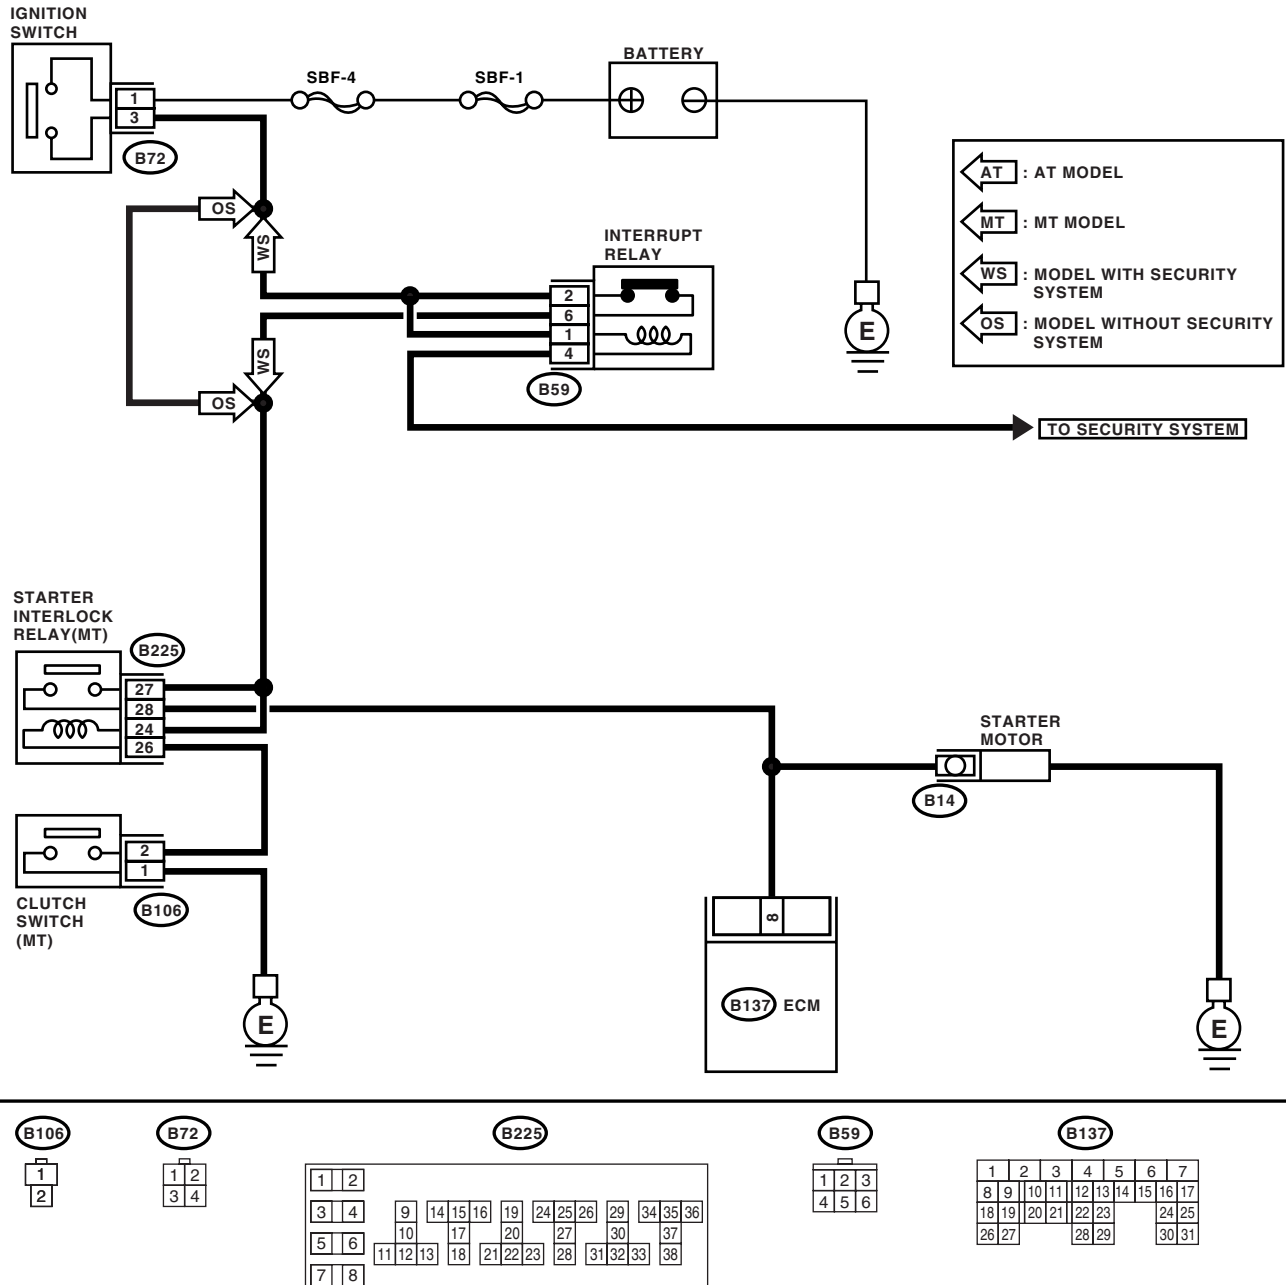 IGNITION
SWITCH
1
3
B72
SBF-4
SBF-1
BATTERY
AT : AT MODEL
MT : MT MODEL
WS : MODEL WITH SECURITY
SYSTEM
OS : MODEL WITHOUT SECURITY
SYSTEM
OS
WS
WS
OS
INTERRUPT
RELAY
2
6
1
4
B59
E
TO SECURITY SYSTEM
STARTER
INTERLOCK
RELAY(MT)
B225
27
28
24
26
2
1
CLUTCH
SWITCH
(MT)
B106
E
STARTER
MOTOR
B14
8
B137 ECM
E
B106
1
2
B72
1 2
3 4
B225
1 2
3 4 9 14 15 16 19 24 25 26 29 34 35 36
10 17 20 27 30 37
5 6
11 12 13 18 21 22 23 28 31 32 33 38
7 8
B59
1 2 3
4 5 6
B137
1 2 3 4 5 6 7
8 9 10 11 12 13 14 15 16 17
18 19 20 21 22 23 24 25
26 27 28 29 30 31